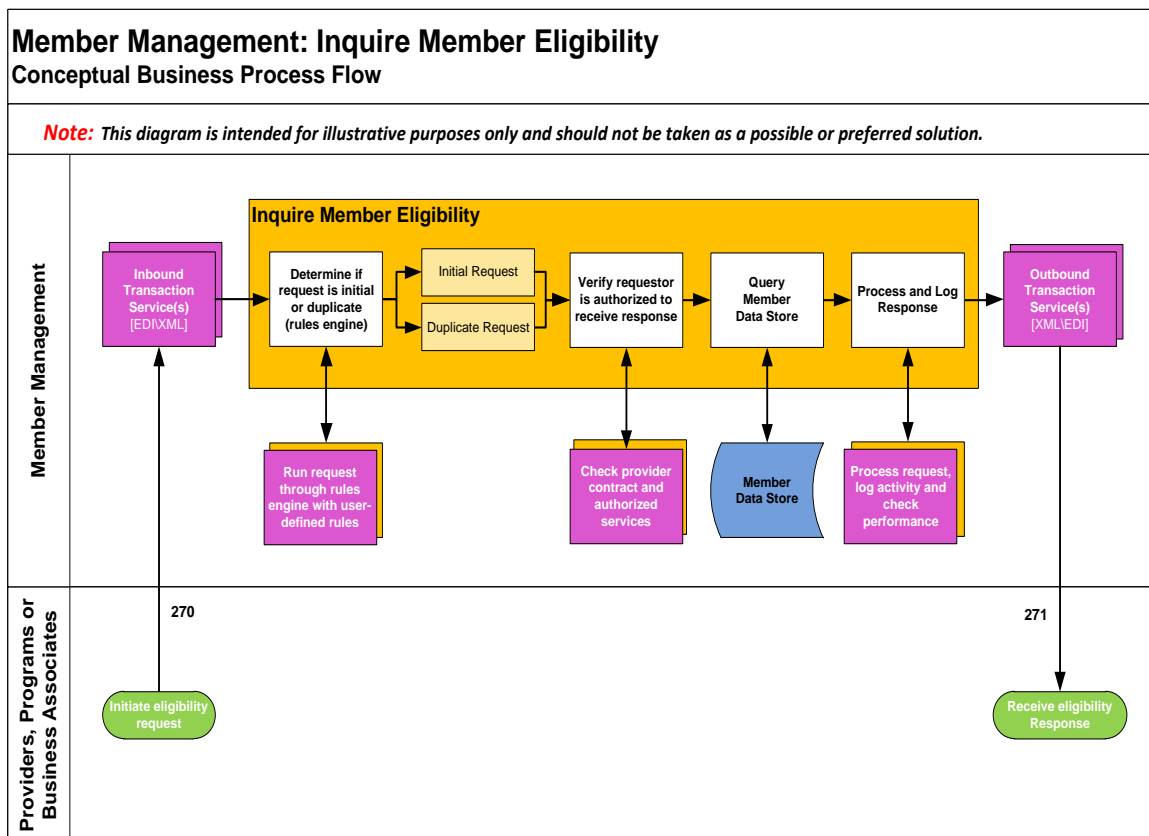 Member Management: Inquire Member Eligibility
Conceptual Business Process Flow
Note: This diagram is intended for illustrative purposes only and should not be taken as a possible or preferred solution.
Member Management
Inquire Member Eligibility
Inbound
Transaction
Service(s)
[EDI\XML]
Determine if
request is initial
or duplicate
(rules engine)
Initial Request
Duplicate Request
Verify requestor
is authorized to
receive response
Query
Member
Data Store
Process and Log
Response
Outbound
Transaction
Service(s)
[XML\EDI]
Run request
through rules
engine with user-
defined rules
Check provider
contract and
authorized
services
Member
Data Store
Process request,
log activity and
check
performance
Providers, Programs or
Business Associates
270
271
Initiate eligibility
request
Receive eligibility
Response